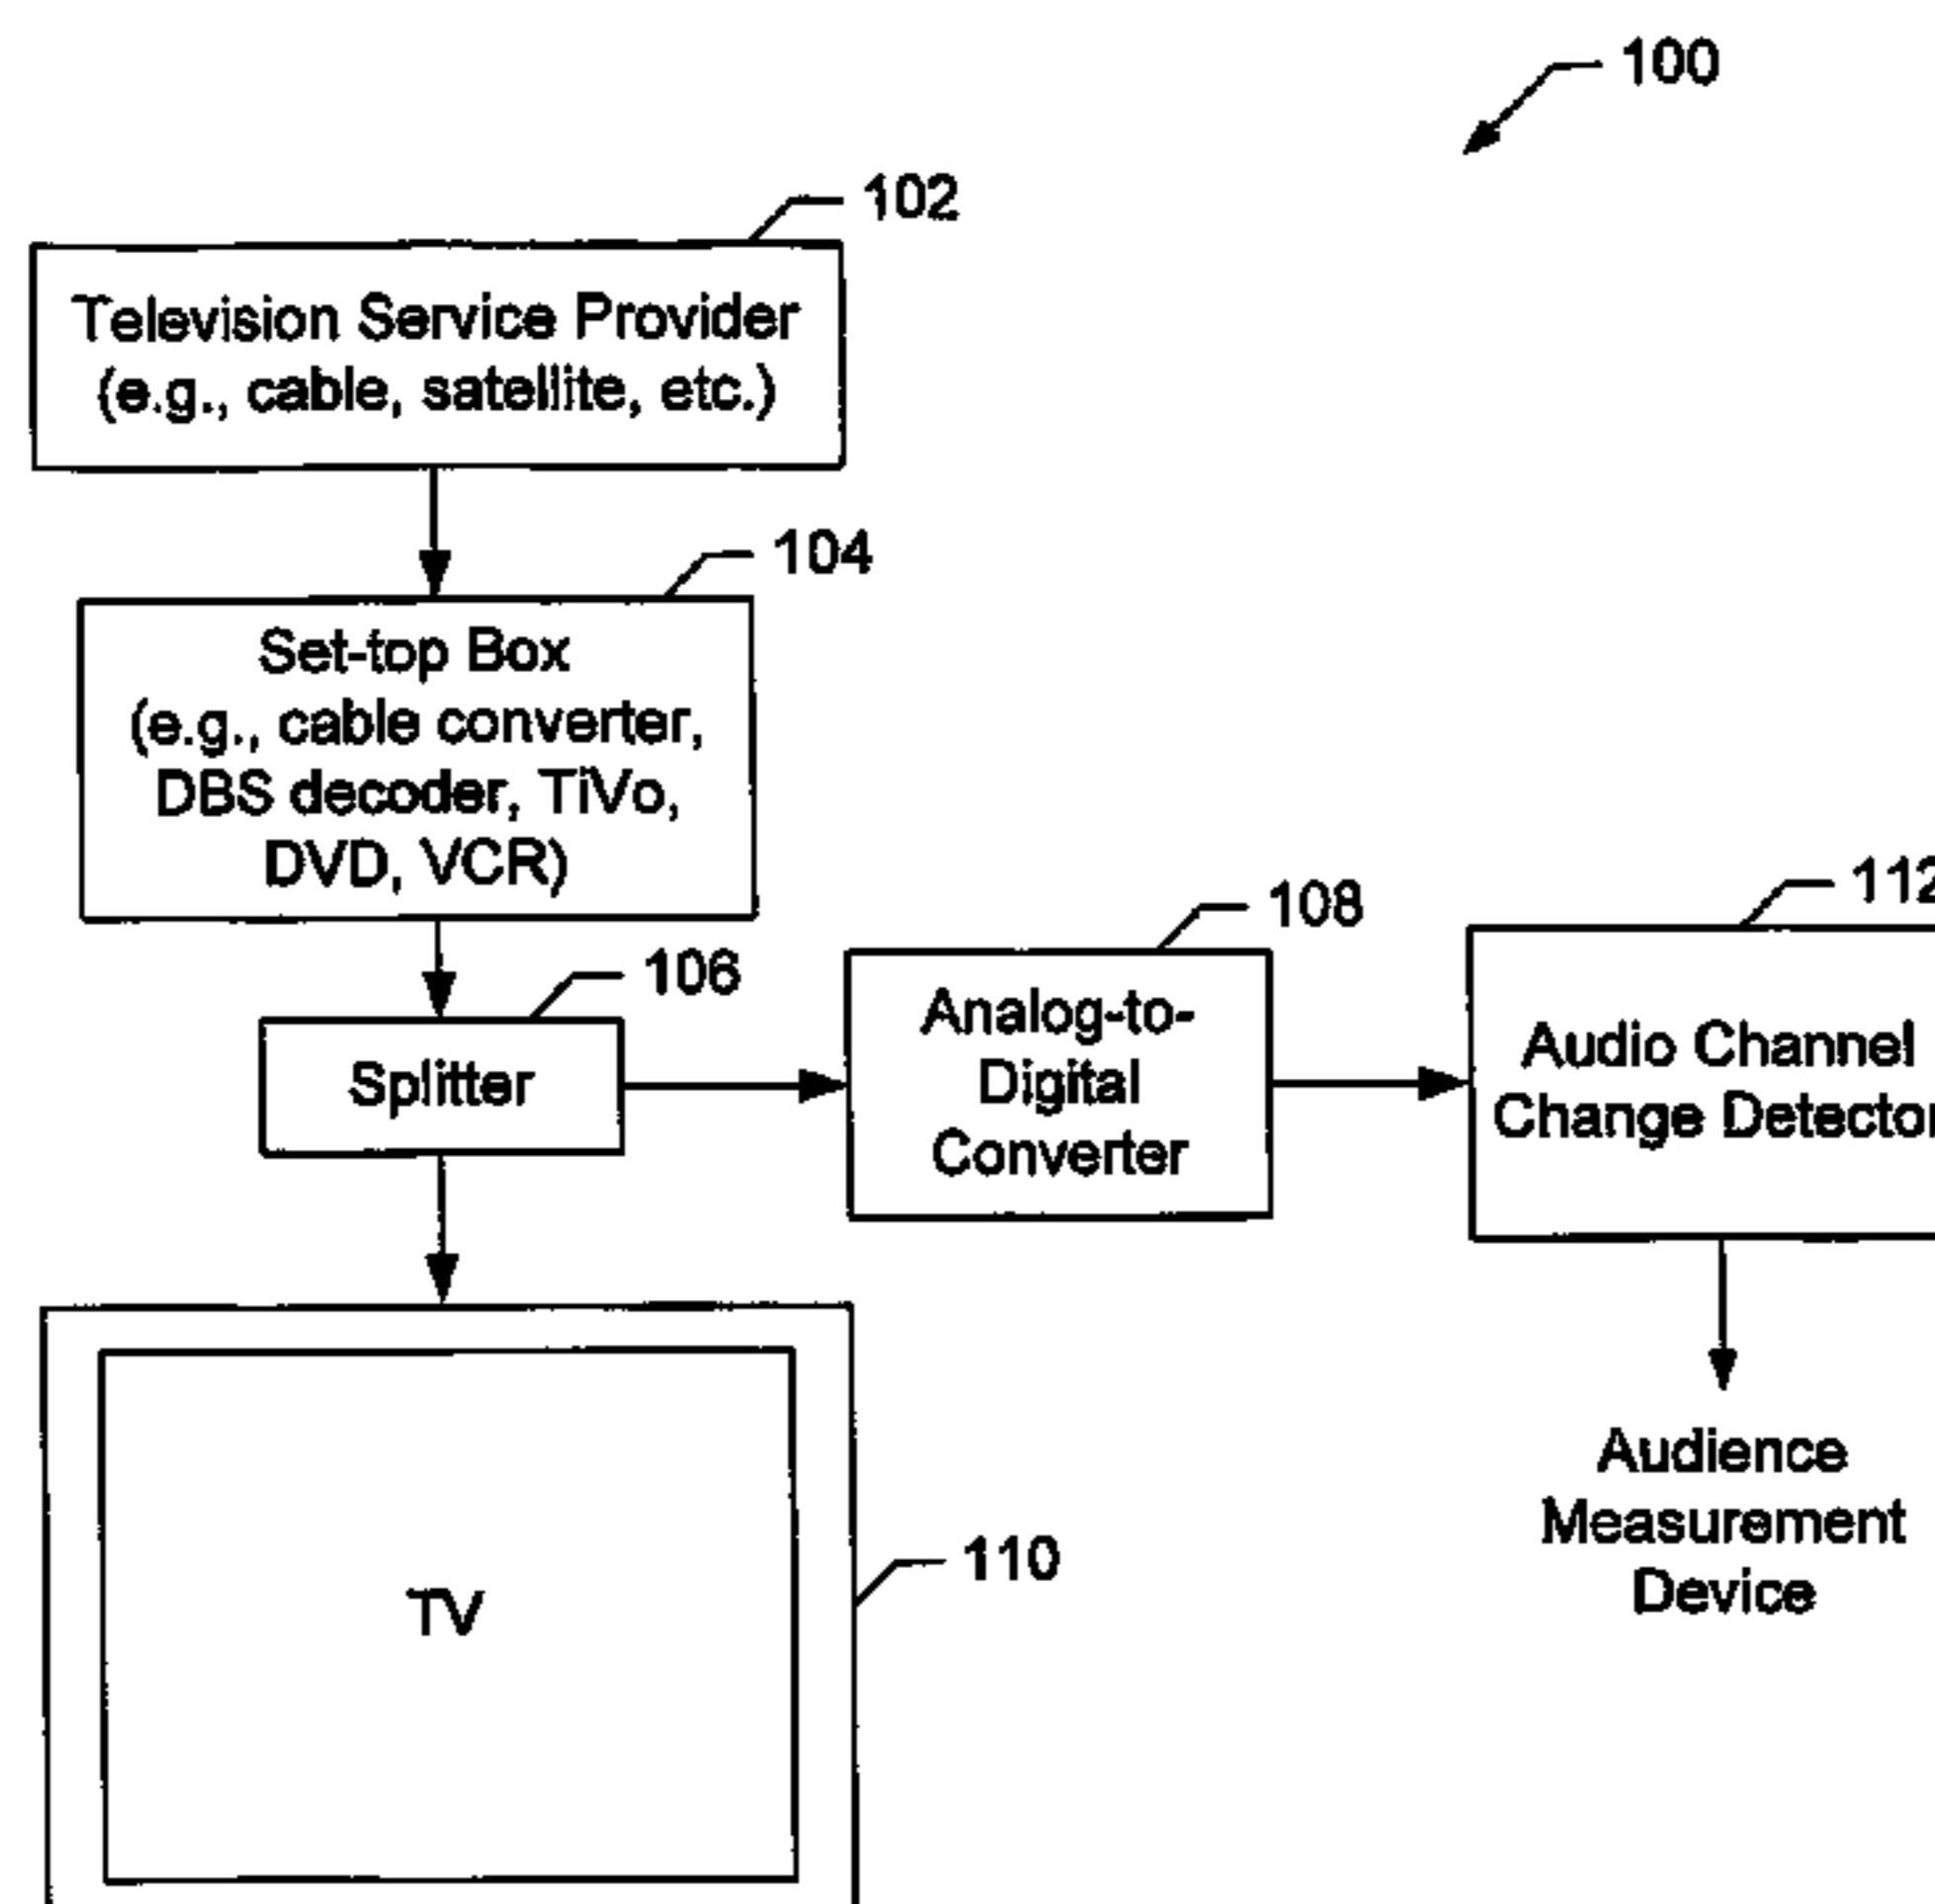 100
102
Television Service Provider
(e.g., cable, satellite, etc.)
104
Set-top Box
(e.g., cable converter,
DBS decoder, TiVo,
DVD, VCR)
106
Splitter
108
Analog-to-
Digital
Converter
112
Audio Channel
Change Detector
Audience
Measurement
Device
110
TV